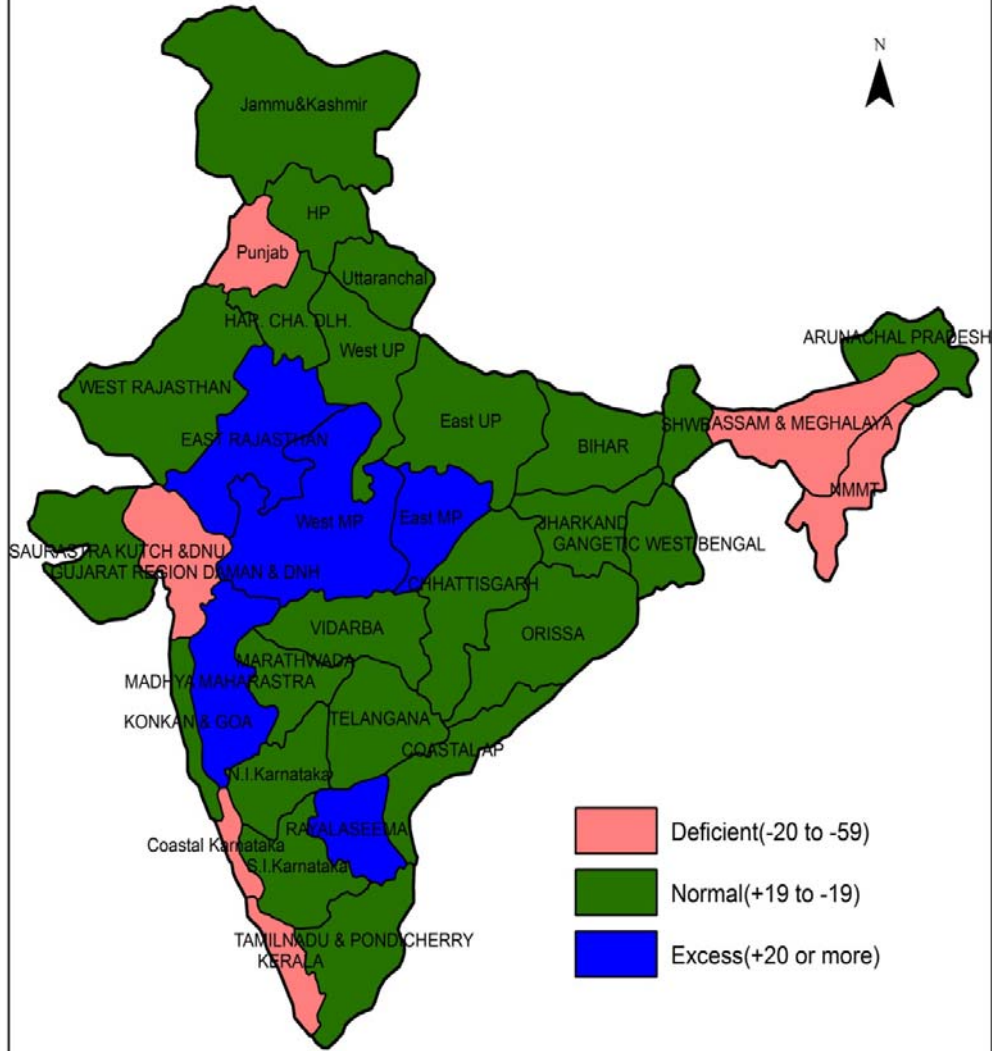 N
Jammu&Kashmir
HP
Punjab
Uttaranchal
HAR. CHA. DLH.
ARUNACHAL PRADESH
West UP
WEST RAJASTHAN
East UP
SHWB
ASSAM & MEGHALAYA
EAST RAJASTHAN
BIHAR
NMMT
West MP
East MP
JHARKAND
GANGETIC WEST BENGAL
SAURASTRA KUTCH &DNU
GUJARAT REGION DAMAN & DNH
CHHATTISGARH
VIDARBA
ORISSA
MARATHWADA
MADHYA MAHARASTRA
KONKAN & GOA
TELANGANA
COASTAL AP
N.I.Karnataka
RAYALASEEMA
Coastal Karnataka
S.I.Karnataka
TAMILNADU & PONDICHERRY
KERALA
Deficient(-20 to -59)
Normal(+19 to -19)
Excess(+20 or more)